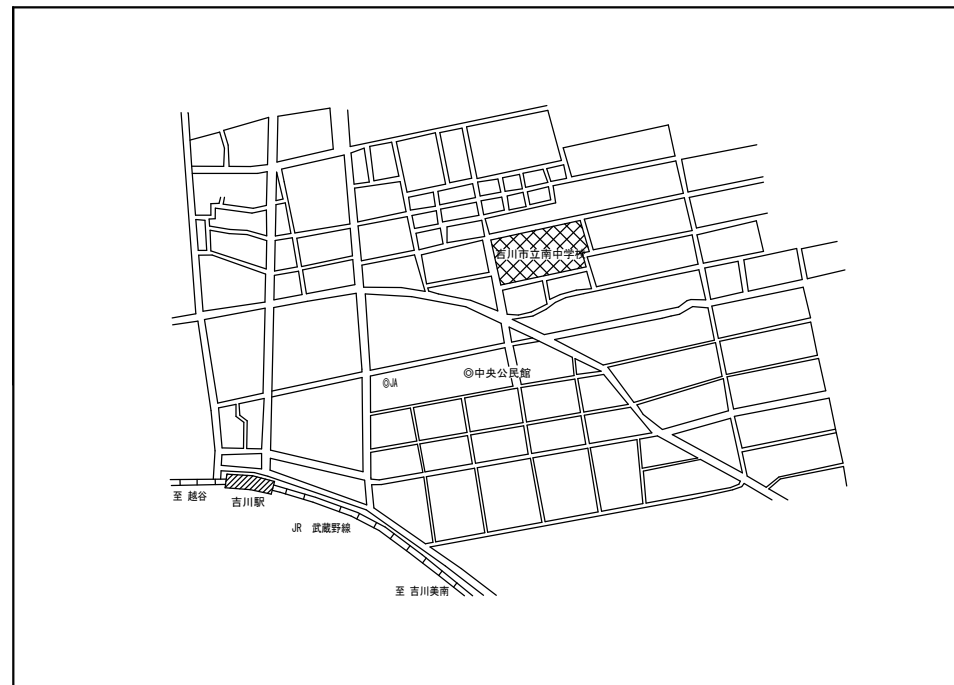 吉川市立南中学校
◎中央公民館
◎JA
至 越谷
吉川駅
JR 武蔵野線
至 吉川美南